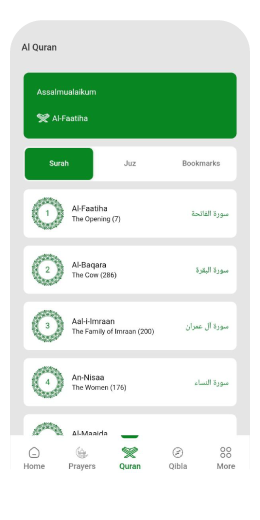 Al Quran
Assalmualaikum
Al-Faatiha
Surah Juz Bookmarks
1 Al-Faatiha سورة الفاتحة
The Opening (7)
2 Al-Baqara سورة البقرة
The Cow (286)
3 Aal-i-Imraan سورة آل عمران
The Family of Imraan (200)
4 An-Nisaa سورة النساء
The Women (176)
Al-Maaida
Home Prayers Quran Qibla More